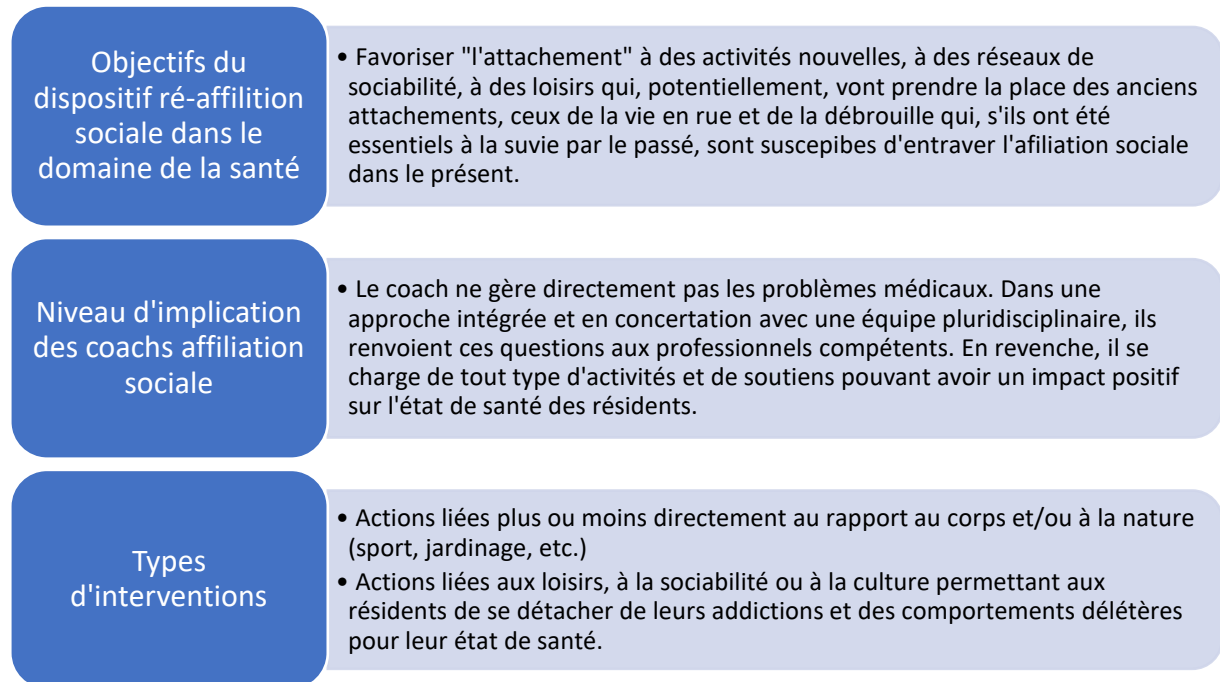 Objectifs du
dispositif ré-affilition
sociale dans le
domaine de la santé
• Favoriser "l'attachement" à des activités nouvelles, à des réseaux de
sociabilité, à des loisirs qui, potentiellement, vont prendre la place des anciens
attachements, ceux de la vie en rue et de la débrouille qui, s'ils ont été
essentiels à la suvie par le passé, sont suscepibes d'entraver l'afiliation sociale
dans le présent.
Niveau d'implication
des coachs affiliation
sociale
• Le coach ne gère directement pas les problèmes médicaux. Dans une
approche intégrée et en concertation avec une équipe pluridisciplinaire, ils
renvoient ces questions aux professionnels compétents. En revenche, il se
charge de tout type d'activités et de soutiens pouvant avoir un impact positif
sur l'état de santé des résidents.
Types
d'interventions
• Actions liées plus ou moins directement au rapport au corps et/ou à la nature
(sport, jardinage, etc.)
• Actions liées aux loisirs, à la sociabilité ou à la culture permettant aux
résidents de se détacher de leurs addictions et des comportements délétères
pour leur état de santé.